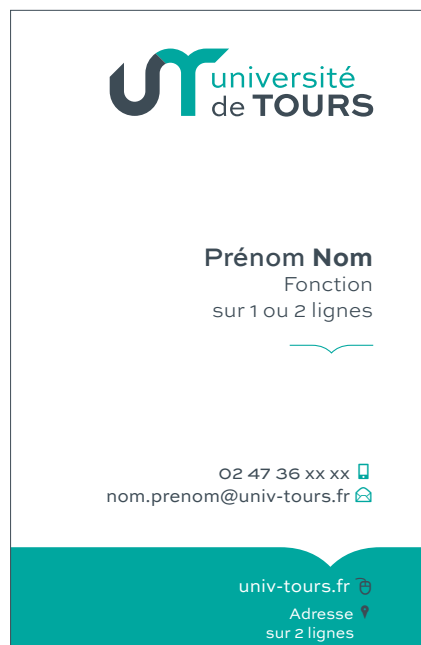 université
de TOURS
Prénom Nom
Fonction
sur 1 ou 2 lignes
02 47 36 xx xx
nom.prenom@univ-tours.fr
univ-tours.fr
Adresse
sur 2 lignes